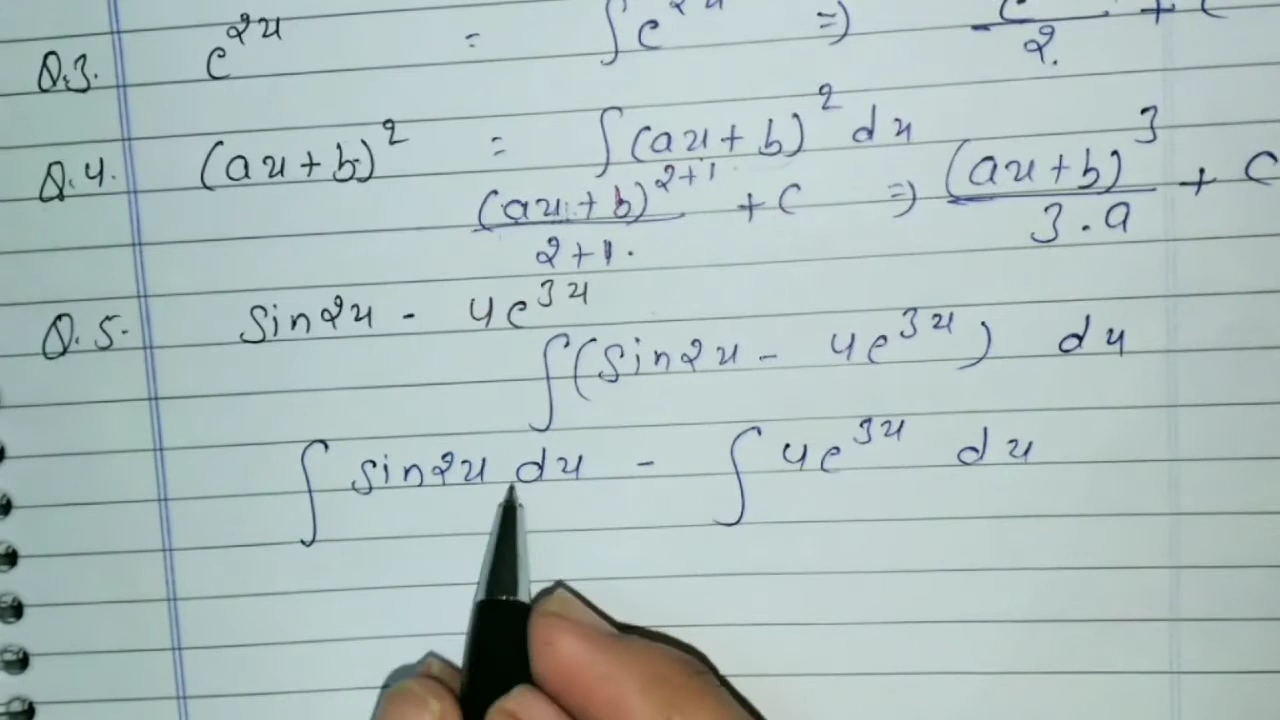 Q.3. e^{2x} = ∫e^{2x} ⇒ e/2. + C
Q.4. (ax+b)^2 = ∫(ax+b)^2 dx
(ax+b)^{2+1}/2+1. + C ⇒ (ax+b)^3/3.a + C
Q.5. Sin2x - 4e^{3x}
∫(Sin2x - 4e^{3x}) dx
∫ Sin2x dx - ∫ 4e^{3x} dx